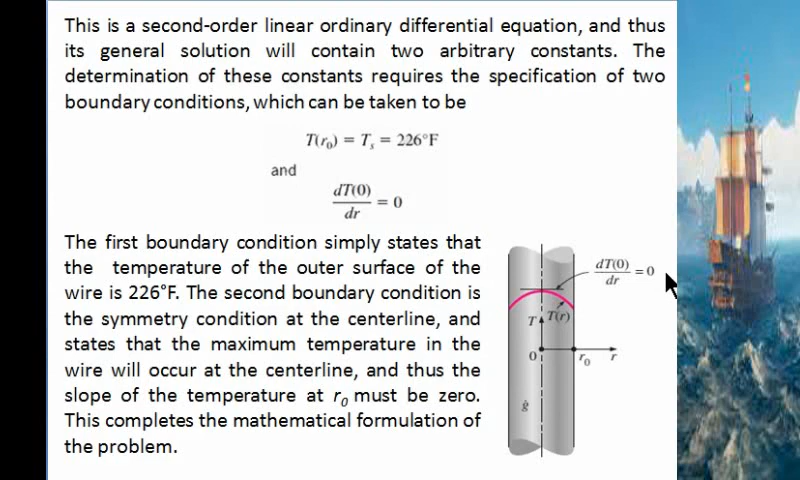 This is a second-order linear ordinary differential equation, and thus
its general solution will contain two arbitrary constants. The
determination of these constants requires the specification of two
boundary conditions, which can be taken to be
T(r₀) = Tₛ = 226°F
and
dT(0)
dr
= 0
The first boundary condition simply states that
the temperature of the outer surface of the
wire is 226°F. The second boundary condition is
the symmetry condition at the centerline, and
states that the maximum temperature in the
wire will occur at the centerline, and thus the
slope of the temperature at r₀ must be zero.
This completes the mathematical formulation of
the problem.
dT(0)
dr
= 0
T
T(r)
0
r₀
r
ġ